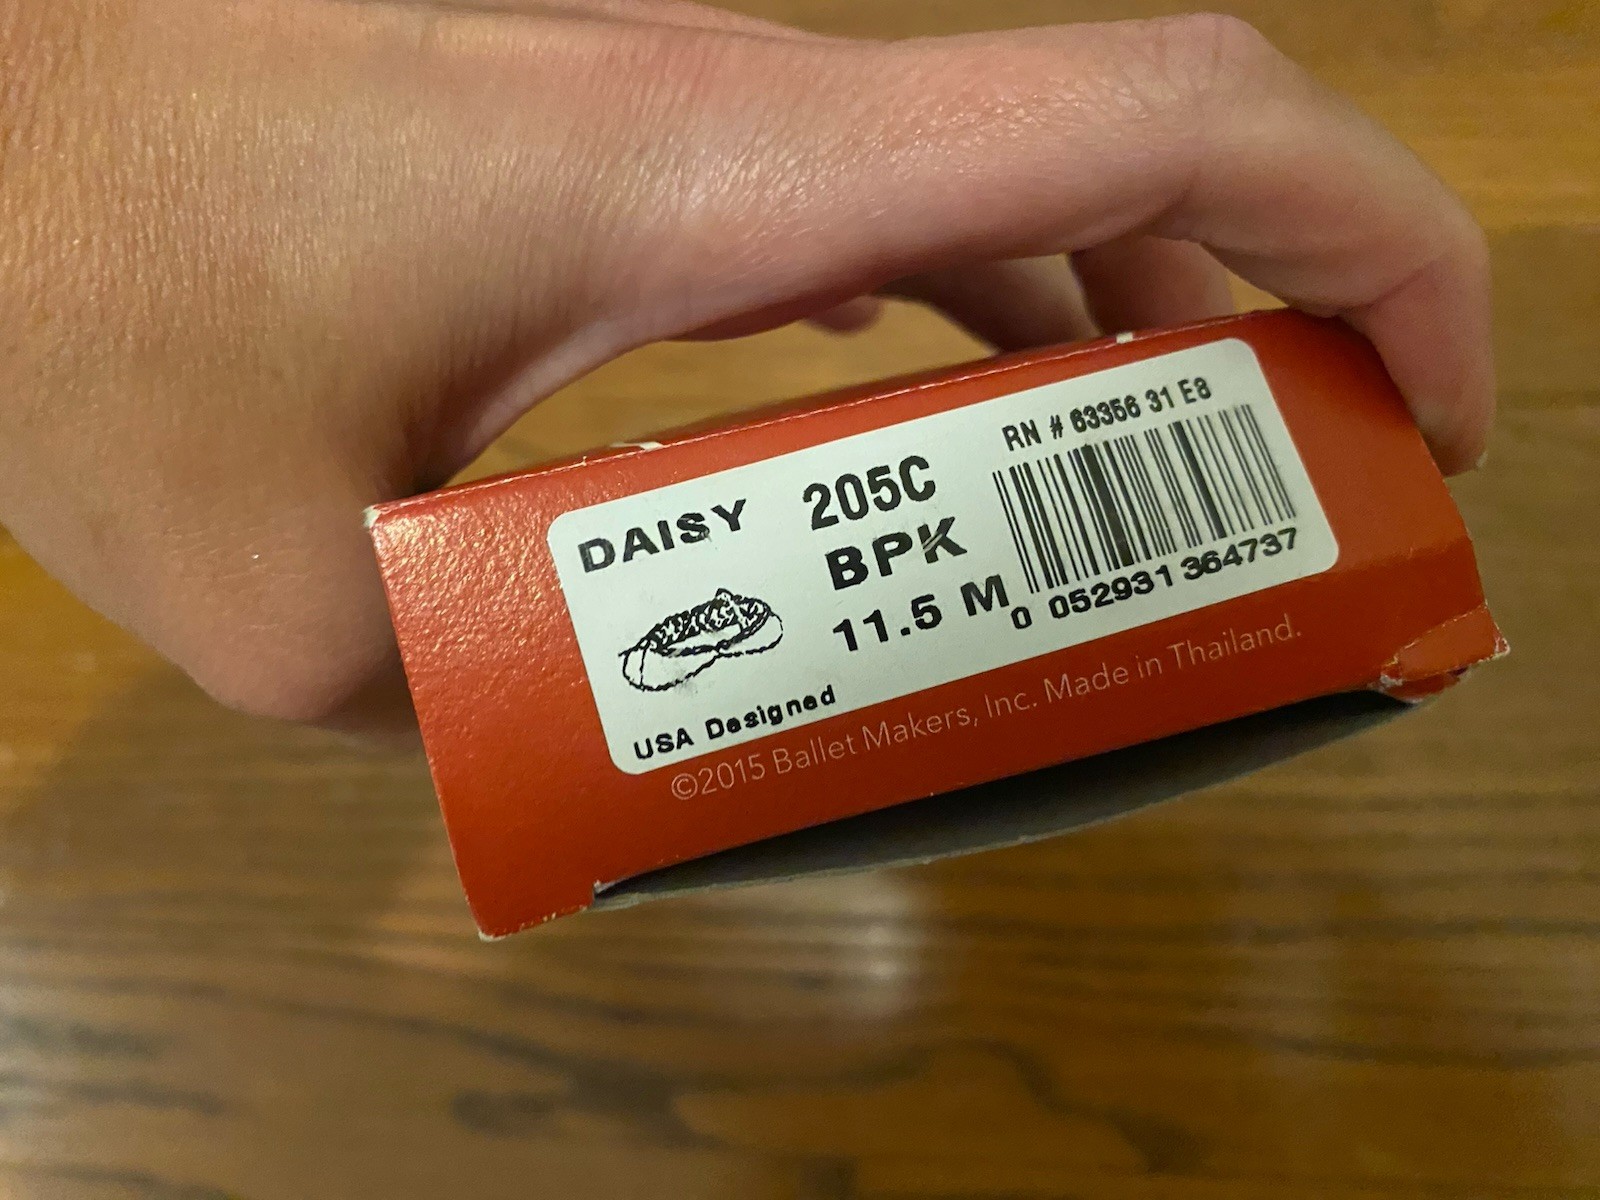 DAISY
205C
BPK
11.5 M
RN # 63356 31 E8
0 052931 364737
USA Designed
©2015 Ballet Makers, Inc. Made in Thailand.